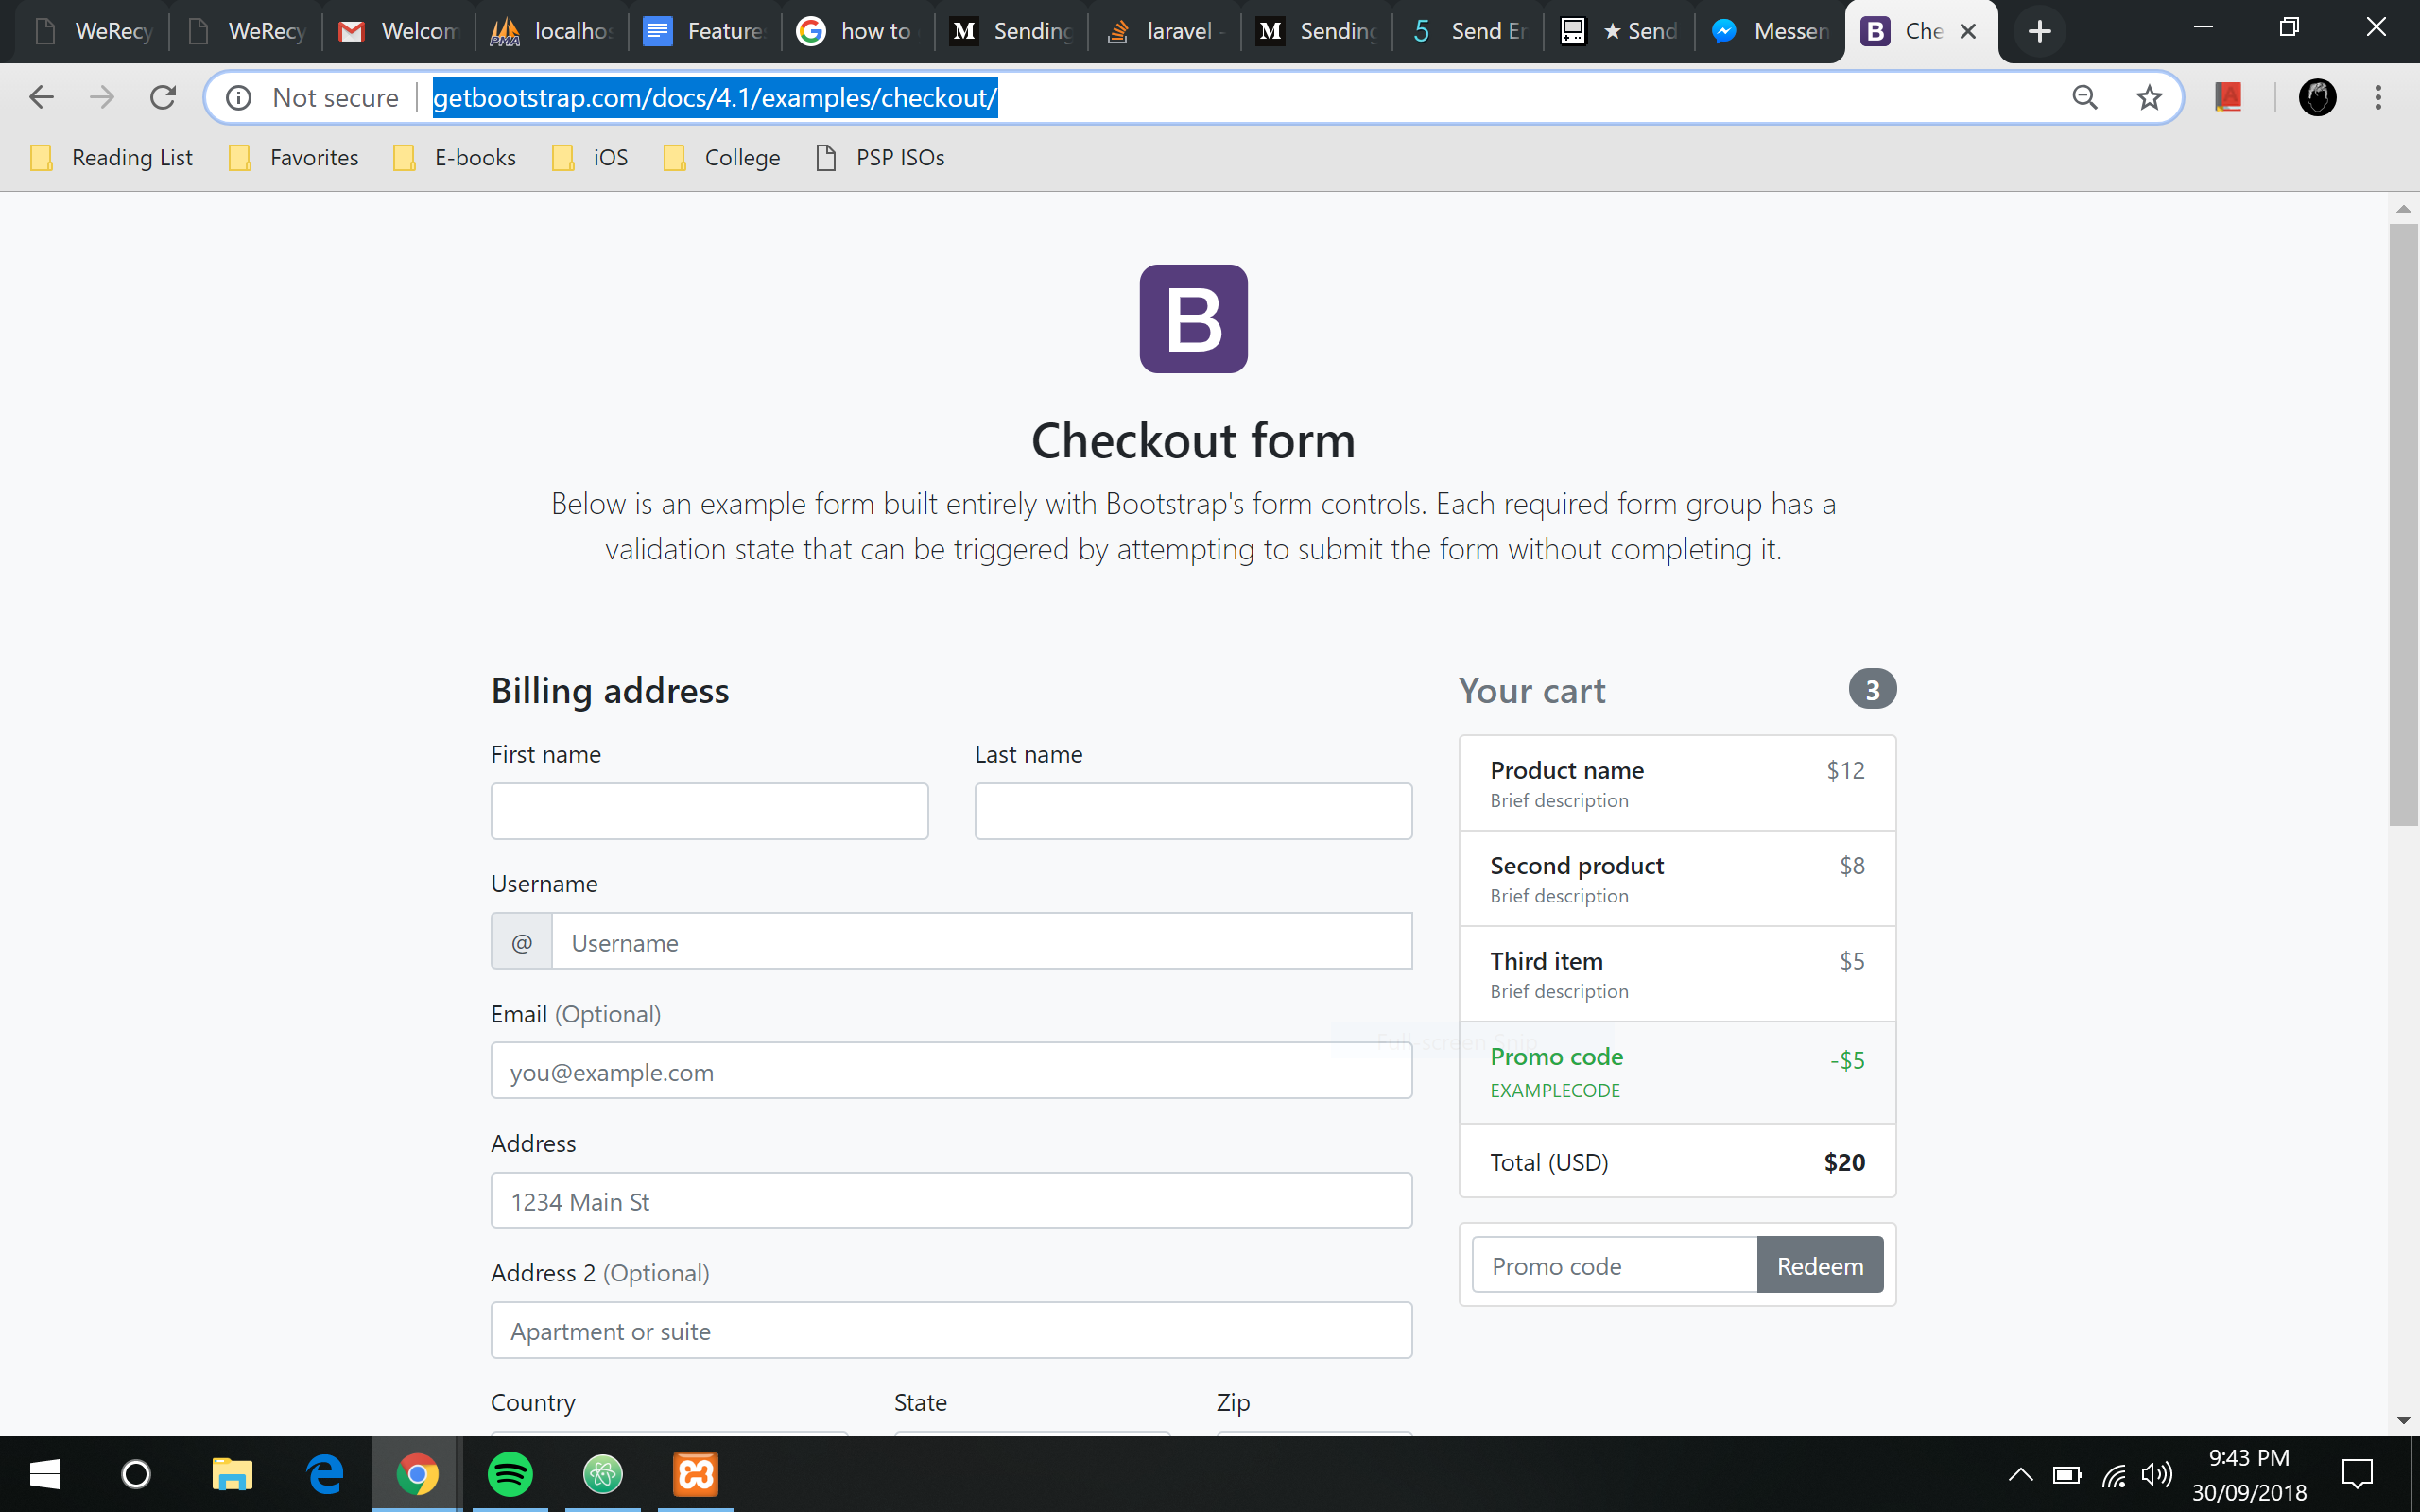 WeRecy
WeRecy
Welcom
localhos
Feature
how to
Sending
laravel -
Sending
Send Er
★ Send
Messen
Che
Not secure
getbootstrap.com/docs/4.1/examples/checkout/
Reading List
Favorites
E-books
iOS
College
PSP ISOs
B
Checkout form
Below is an example form built entirely with Bootstrap's form controls. Each required form group has a
validation state that can be triggered by attempting to submit the form without completing it.
Billing address
First name
Last name
Username
@ Username
Email (Optional)
you@example.com
Address
1234 Main St
Address 2 (Optional)
Apartment or suite
Country
State
Zip
Your cart 3
Product name $12
Brief description
Second product $8
Brief description
Third item $5
Brief description
Full-screen Snip
Promo code -$5
EXAMPLECODE
Total (USD) $20
Promo code Redeem
9:43 PM
30/09/2018